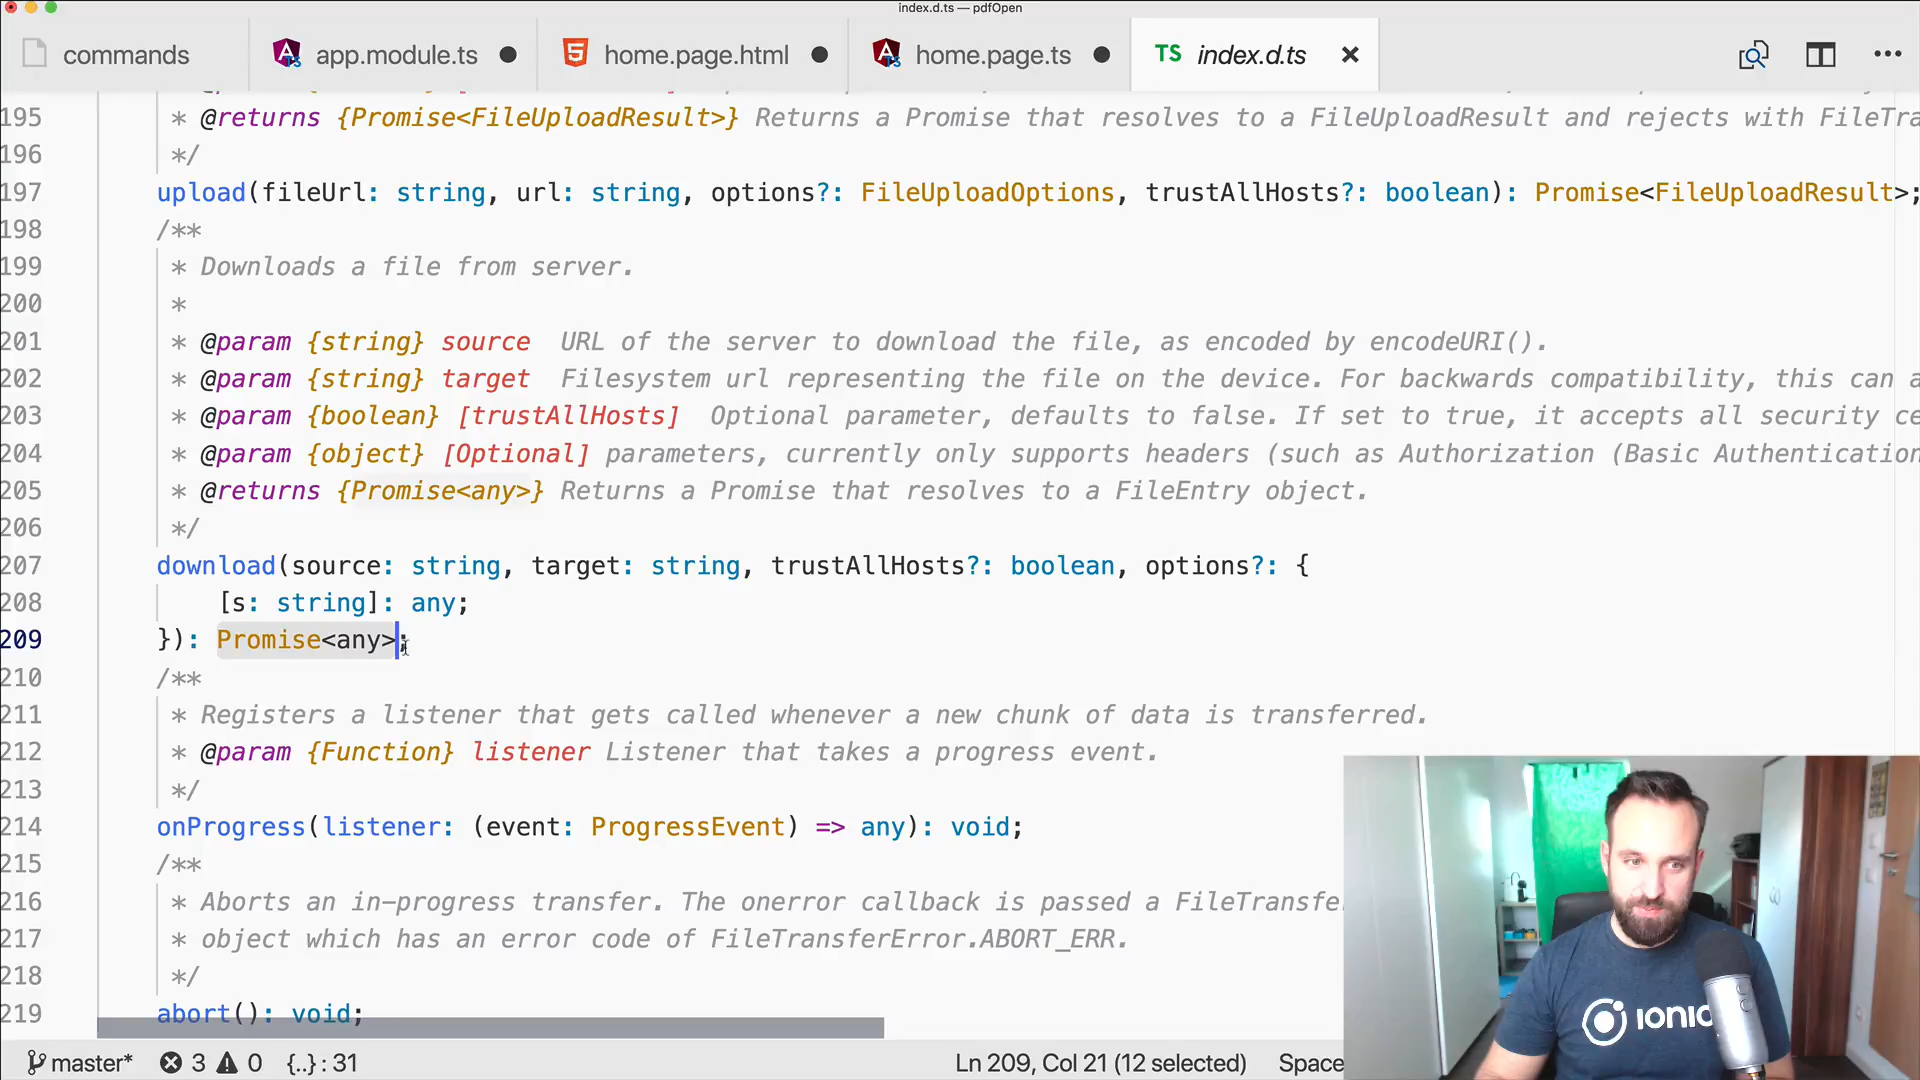 index.d.ts — pdfOpen
commands app.module.ts home.page.html home.page.ts TS index.d.ts
195 * @returns {Promise<FileUploadResult>} Returns a Promise that resolves to a FileUploadResult and rejects with FileTra
196 */
197 upload(fileUrl: string, url: string, options?: FileUploadOptions, trustAllHosts?: boolean): Promise<FileUploadResult>;
198 /**
199 * Downloads a file from server.
200 *
201 * @param {string} source URL of the server to download the file, as encoded by encodeURI().
202 * @param {string} target Filesystem url representing the file on the device. For backwards compatibility, this can a
203 * @param {boolean} [trustAllHosts] Optional parameter, defaults to false. If set to true, it accepts all security ce
204 * @param {object} [Optional] parameters, currently only supports headers (such as Authorization (Basic Authentication
205 * @returns {Promise<any>} Returns a Promise that resolves to a FileEntry object.
206 */
207 download(source: string, target: string, trustAllHosts?: boolean, options?: {
208 [s: string]: any;
209 }): Promise<any>;
210 /**
211 * Registers a listener that gets called whenever a new chunk of data is transferred.
212 * @param {Function} listener Listener that takes a progress event.
213 */
214 onProgress(listener: (event: ProgressEvent) => any): void;
215 /**
216 * Aborts an in-progress transfer. The onerror callback is passed a FileTransfe
217 * object which has an error code of FileTransferError.ABORT_ERR.
218 */
219 abort(): void;
master* 3 0 {..}: 31 Ln 209, Col 21 (12 selected) Space
IONIC